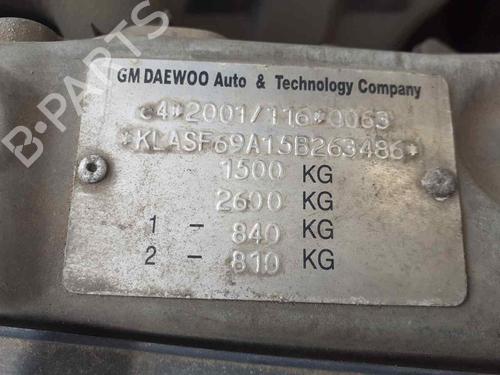 GM DAEWOO Auto & Technology Company
e4*2001/116*0063
*KLASF69A15B263486*
1500 KG
2600 KG
1 - 840 KG
2 - 810 KG